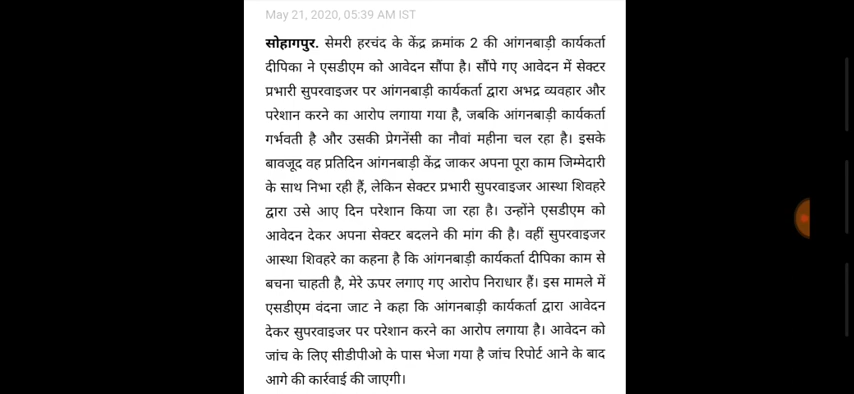 May 21, 2020, 05:39 AM IST
सोहागपुर. सेमरी हरचंद के केंद्र क्रमांक 2 की आंगनबाड़ी कार्यकर्ता
दीपिका ने एसडीएम को आवेदन सौंपा है। सौंपे गए आवेदन में सेक्टर
प्रभारी सुपरवाइजर पर आंगनबाड़ी कार्यकर्ता द्वारा अभद्र व्यवहार और
परेशान करने का आरोप लगाया गया है, जबकि आंगनबाड़ी कार्यकर्ता
गर्भवती है और उसकी प्रेगनेंसी का नौवां महीना चल रहा है। इसके
बावजूद वह प्रतिदिन आंगनबाड़ी केंद्र जाकर अपना पूरा काम जिम्मेदारी
के साथ निभा रही हैं, लेकिन सेक्टर प्रभारी सुपरवाइजर आस्था शिवहरे
द्वारा उसे आए दिन परेशान किया जा रहा है। उन्होंने एसडीएम को
आवेदन देकर अपना सेक्टर बदलने की मांग की है। वहीं सुपरवाइजर
आस्था शिवहरे का कहना है कि आंगनबाड़ी कार्यकर्ता दीपिका काम से
बचना चाहती है, मेरे ऊपर लगाए गए आरोप निराधार हैं। इस मामले में
एसडीएम वंदना जाट ने कहा कि आंगनबाड़ी कार्यकर्ता द्वारा आवेदन
देकर सुपरवाइजर पर परेशान करने का आरोप लगाया है। आवेदन को
जांच के लिए सीडीपीओ के पास भेजा गया है जांच रिपोर्ट आने के बाद
आगे की कार्रवाई की जाएगी।